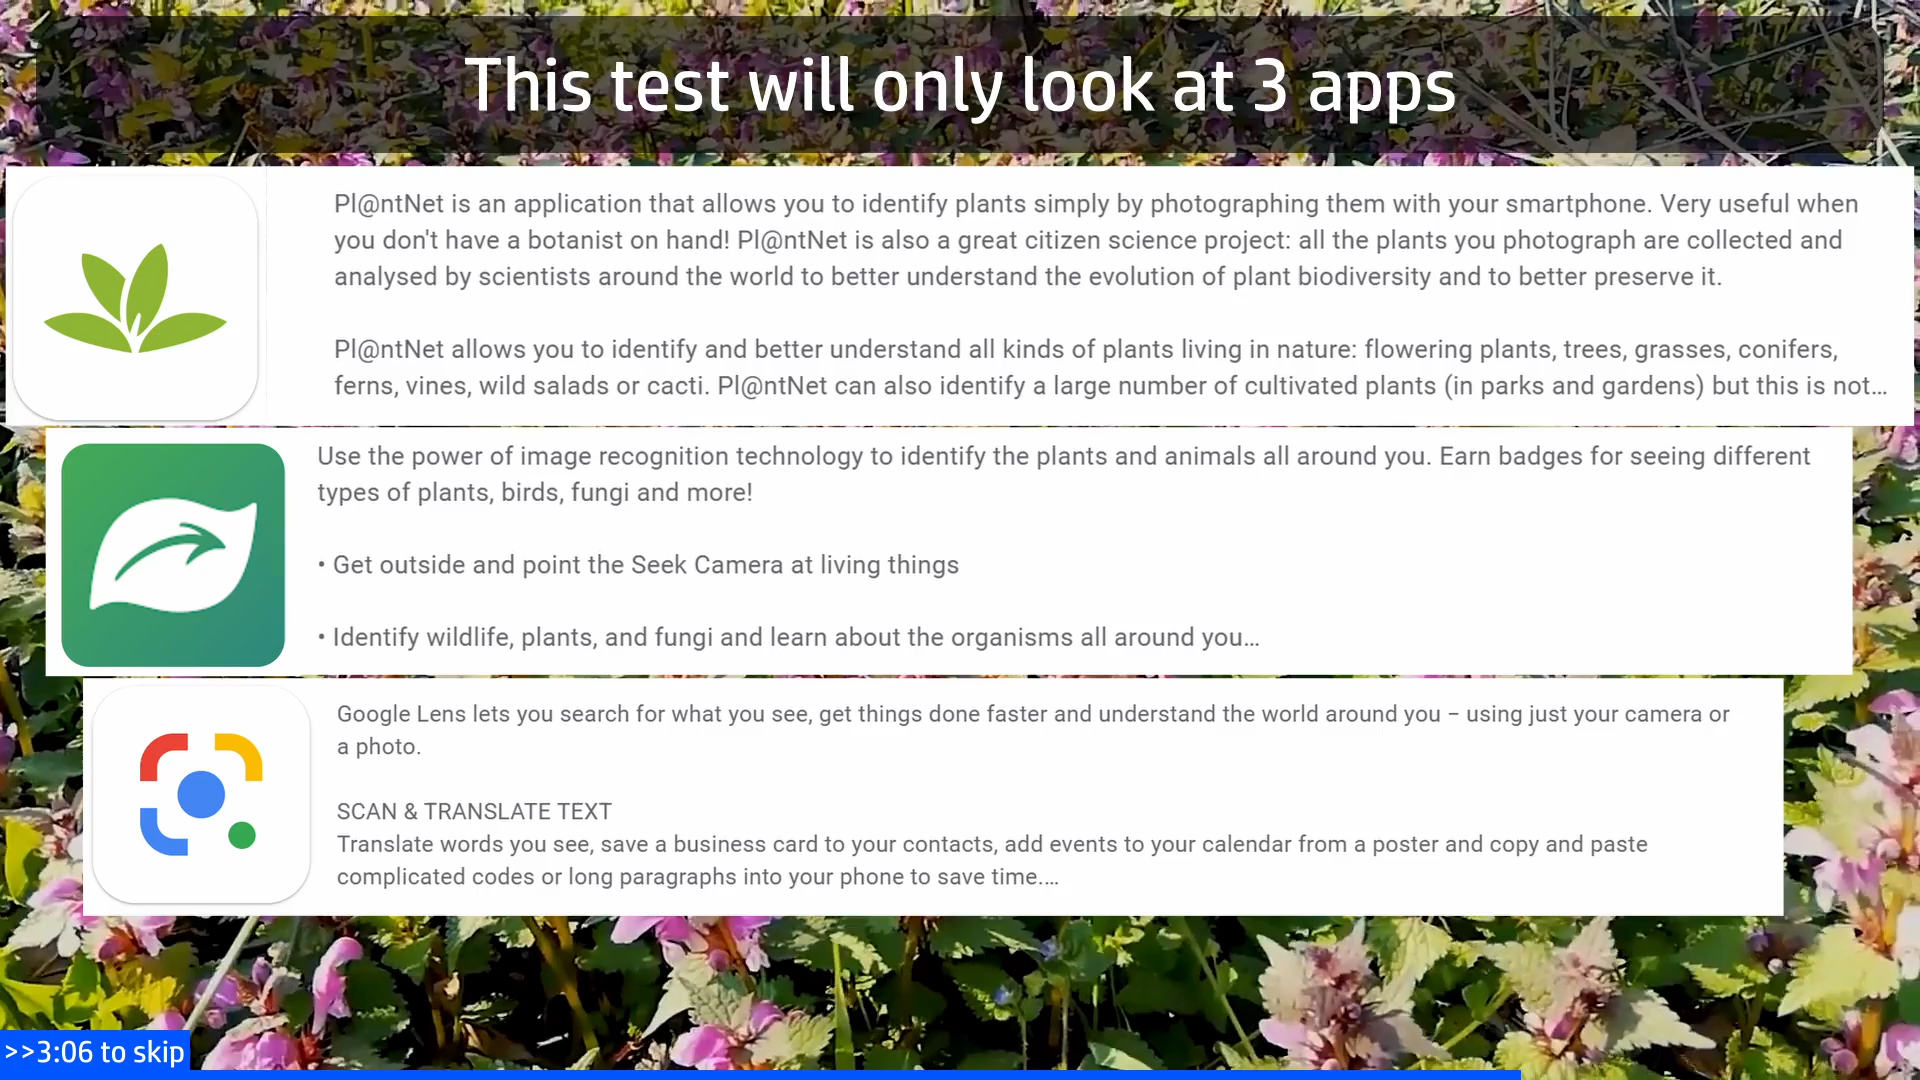 This test will only look at 3 apps
Pl@ntNet is an application that allows you to identify plants simply by photographing them with your smartphone. Very useful when
you don't have a botanist on hand! Pl@ntNet is also a great citizen science project: all the plants you photograph are collected and
analysed by scientists around the world to better understand the evolution of plant biodiversity and to better preserve it.
Pl@ntNet allows you to identify and better understand all kinds of plants living in nature: flowering plants, trees, grasses, conifers,
ferns, vines, wild salads or cacti. Pl@ntNet can also identify a large number of cultivated plants (in parks and gardens) but this is not...
Use the power of image recognition technology to identify the plants and animals all around you. Earn badges for seeing different
types of plants, birds, fungi and more!
• Get outside and point the Seek Camera at living things
• Identify wildlife, plants, and fungi and learn about the organisms all around you...
Google Lens lets you search for what you see, get things done faster and understand the world around you – using just your camera or
a photo.
SCAN & TRANSLATE TEXT
Translate words you see, save a business card to your contacts, add events to your calendar from a poster and copy and paste
complicated codes or long paragraphs into your phone to save time....
>>3:06 to skip